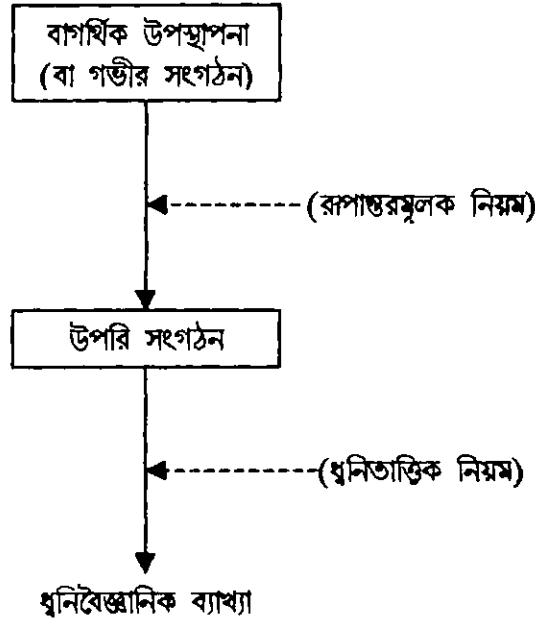 বাগর্থিক উপস্থাপনা
(বা গভীর সংগঠন)
(রূপান্তরমূলক নিয়ম)
উপরি সংগঠন
(ধ্বনিতাত্ত্বিক নিয়ম)
ধ্বনিবৈজ্ঞানিক ব্যাখ্যা